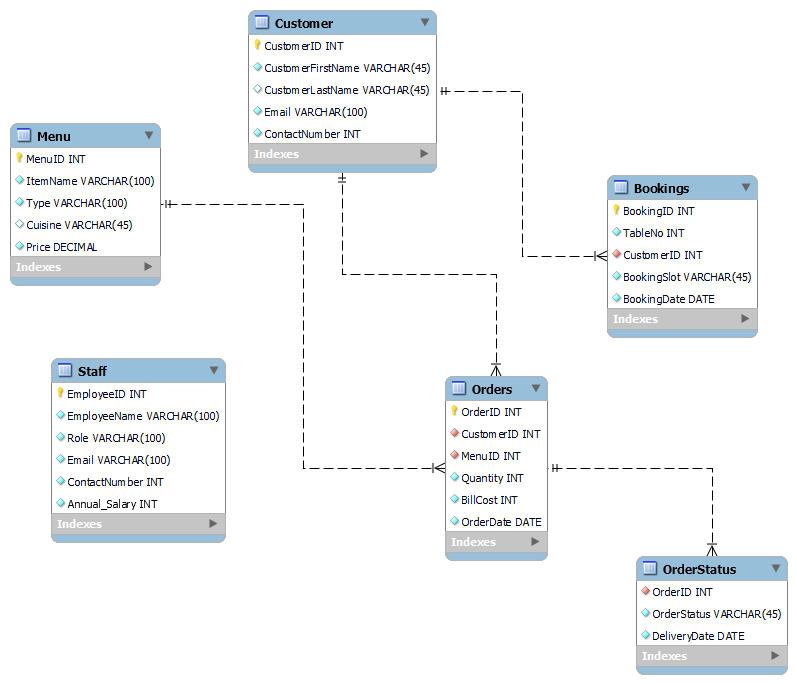 Customer
CustomerID INT
CustomerFirstName VARCHAR(45)
CustomerLastName VARCHAR(45)
Email VARCHAR(100)
ContactNumber INT
Indexes
Menu
MenuID INT
ItemName VARCHAR(100)
Type VARCHAR(100)
Cuisine VARCHAR(45)
Price DECIMAL
Indexes
Bookings
BookingID INT
TableNo INT
CustomerID INT
BookingSlot VARCHAR(45)
BookingDate DATE
Indexes
Staff
EmployeeID INT
EmployeeName VARCHAR(100)
Role VARCHAR(100)
Email VARCHAR(100)
ContactNumber INT
Annual_Salary INT
Indexes
Orders
OrderID INT
CustomerID INT
MenuID INT
Quantity INT
BillCost INT
OrderDate DATE
Indexes
OrderStatus
OrderID INT
OrderStatus VARCHAR(45)
DeliveryDate DATE
Indexes